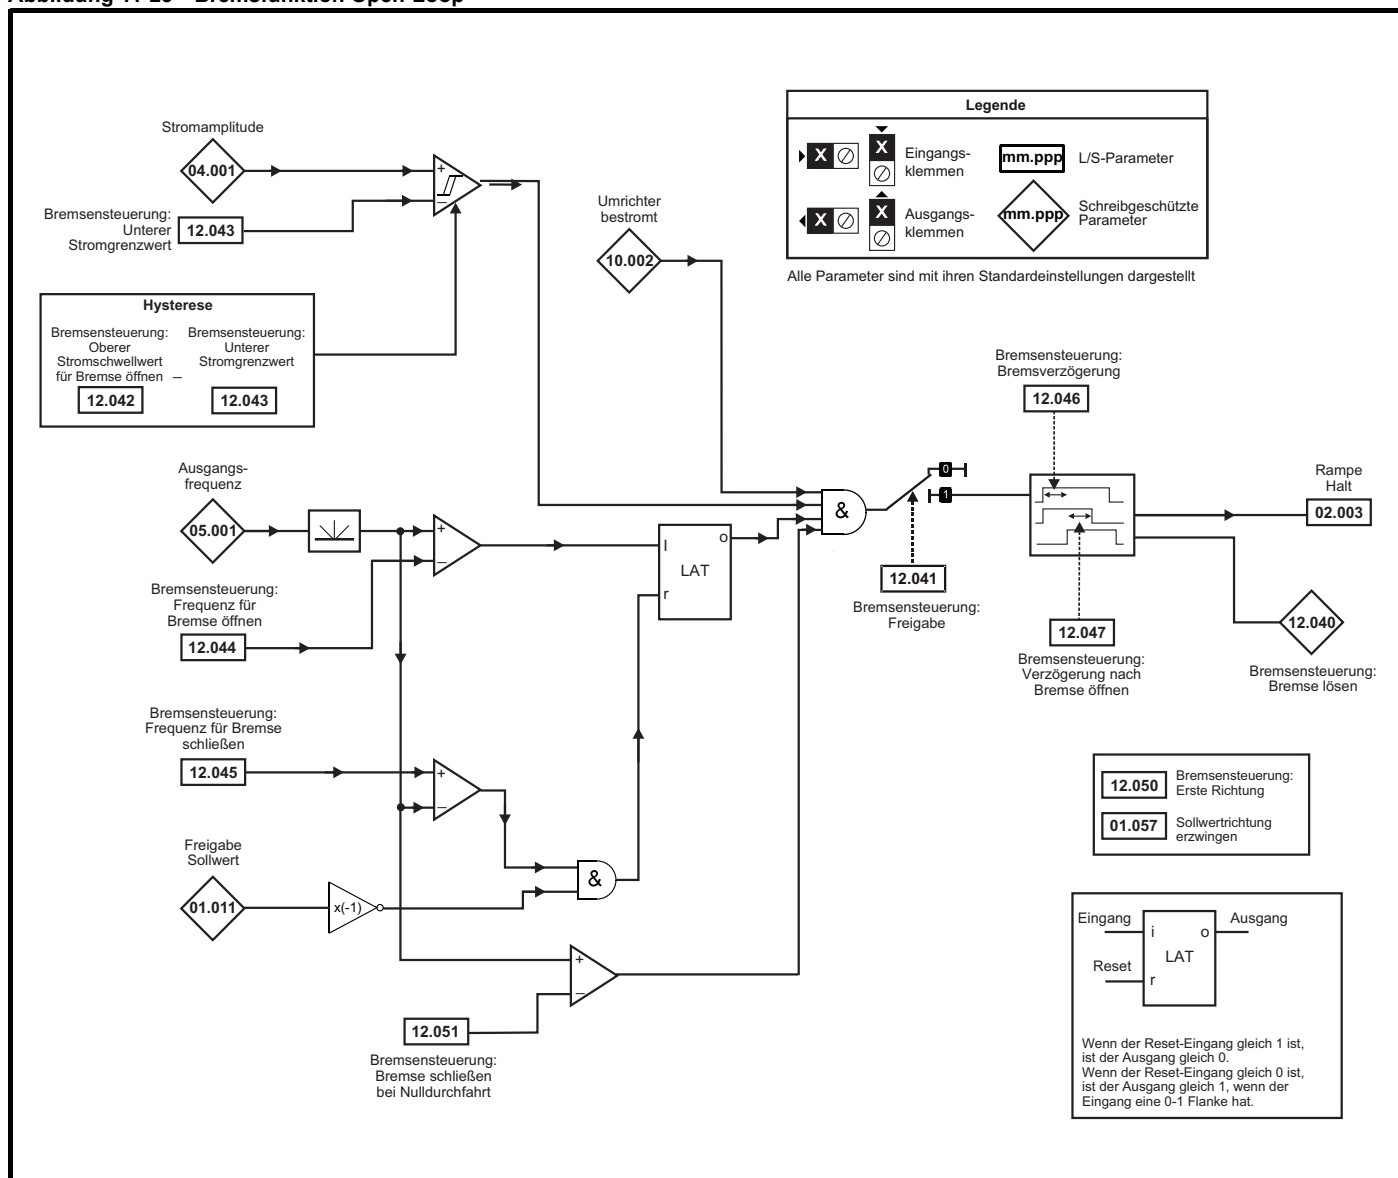 Stromamplitude
04.001
+
–
Bremsensteuerung:
Unterer
Stromgrenzwert
12.043
Hysterese
Bremsensteuerung:
Oberer
Stromschwellwert
für Bremse öffnen –
12.042
Bremsensteuerung:
Unterer
Stromgrenzwert
12.043
Umrichter
bestromt
10.002
Legende
X
X
Eingangs-
klemmen
mm.ppp
L/S-Parameter
X
X
Ausgangs-
klemmen
mm.ppp
Schreibgeschützte
Parameter
Alle Parameter sind mit ihren Standardeinstellungen dargestellt
Ausgangs-
frequenz
05.001
+
–
Bremsensteuerung:
Frequenz für
Bremse öffnen
12.044
I
o
LAT
r
&
0
1
12.041
Bremsensteuerung:
Freigabe
Bremsensteuerung:
Bremsverzögerung
12.046
12.047
Bremsensteuerung:
Verzögerung nach
Bremse öffnen
Rampe
Halt
02.003
12.040
Bremsensteuerung:
Bremse lösen
Bremsensteuerung:
Frequenz für Bremse
schließen
12.045
+
–
Freigabe
Sollwert
01.011
x(-1)
&
+
–
12.051
Bremsensteuerung:
Bremse schließen
bei Nulldurchfahrt
12.050
Bremsensteuerung:
Erste Richtung
01.057
Sollwertrichtung
erzwingen
Eingang
i
o
Ausgang
LAT
Reset
r
Wenn der Reset-Eingang gleich 1 ist,
ist der Ausgang gleich 0.
Wenn der Reset-Eingang gleich 0 ist,
ist der Ausgang gleich 1, wenn der
Eingang eine 0-1 Flanke hat.